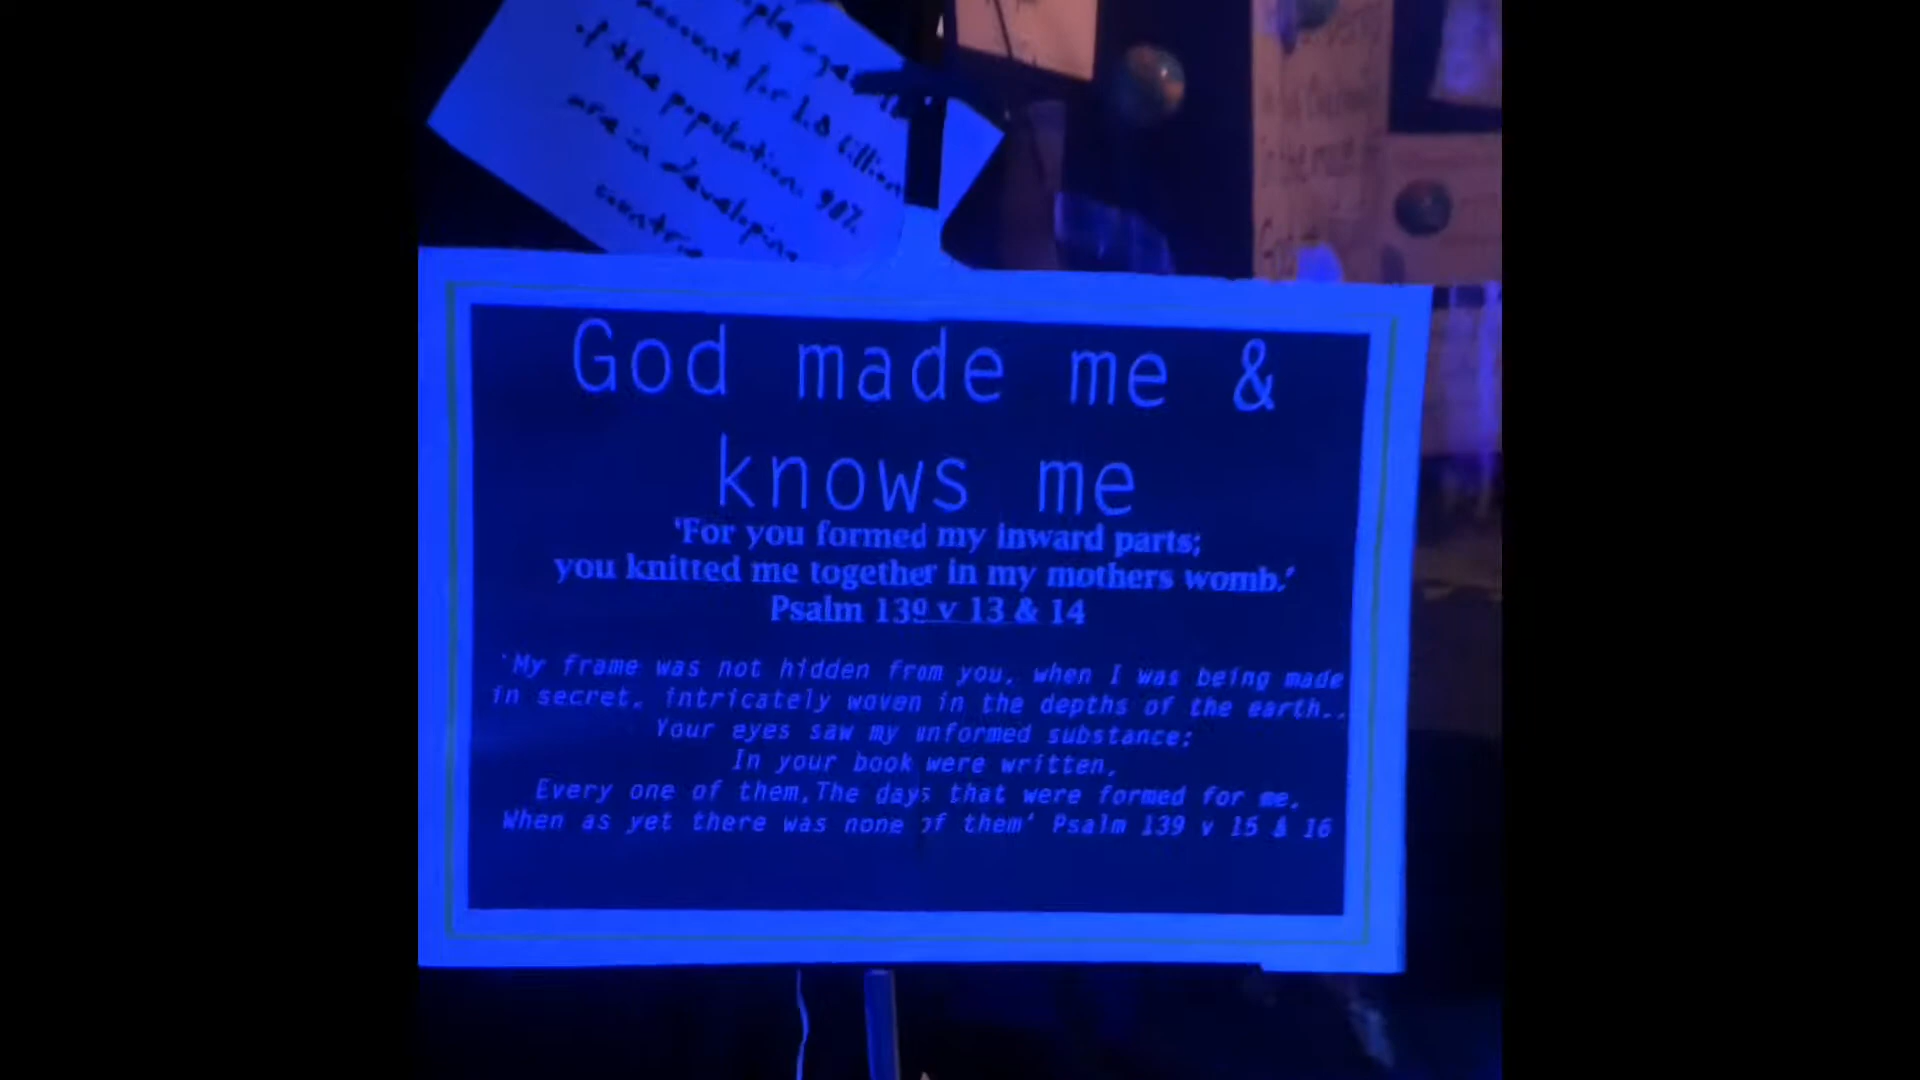 account for 1.8 billion
of the population. 90%
are in developing
God made me &
knows me
'For you formed my inward parts;
you knitted me together in my mothers womb.'
Psalm 139 v 13 & 14
'My frame was not hidden from you, when I was being made
in secret, intricately woven in the depths of the earth..
Your eyes saw my unformed substance;
In your book were written,
Every one of them,The days that were formed for me,
When as yet there was none of them' Psalm 139 v 15 & 16